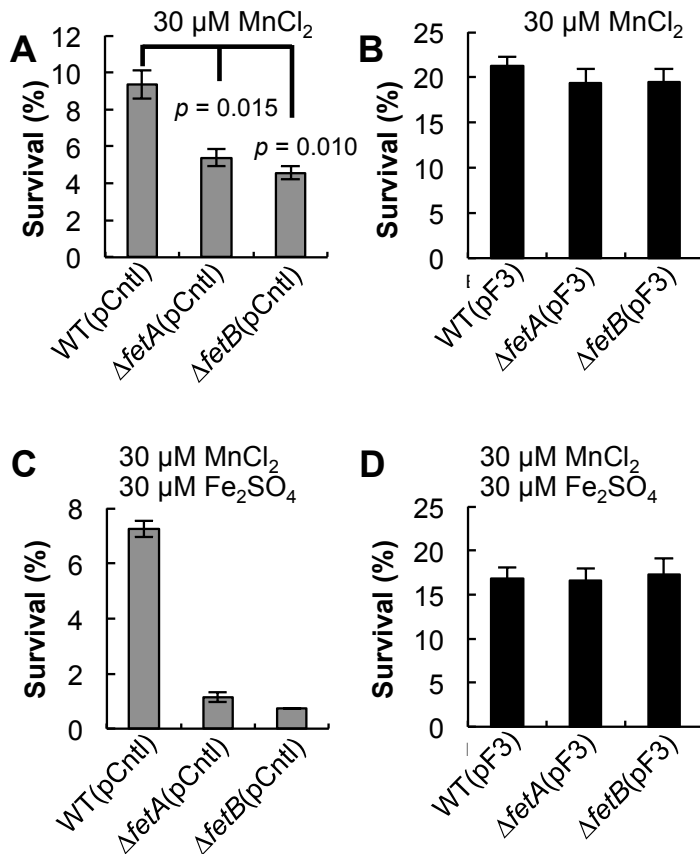 A
30 µM MnCl₂
Survival (%)
12
10
8
6
4
2
0
p = 0.015
p = 0.010
WT(pCntl)
ΔfetA(pCntl)
ΔfetB(pCntl)
B
30 µM MnCl₂
Survival (%)
25
20
15
10
5
0
WT(pF3)
ΔfetA(pF3)
ΔfetB(pF3)
C
30 µM MnCl₂
30 µM Fe₂SO₄
Survival (%)
8
6
4
2
0
WT(pCntl)
ΔfetA(pCntl)
ΔfetB(pCntl)
D
30 µM MnCl₂
30 µM Fe₂SO₄
Survival (%)
25
20
15
10
5
0
WT(pF3)
ΔfetA(pF3)
ΔfetB(pF3)